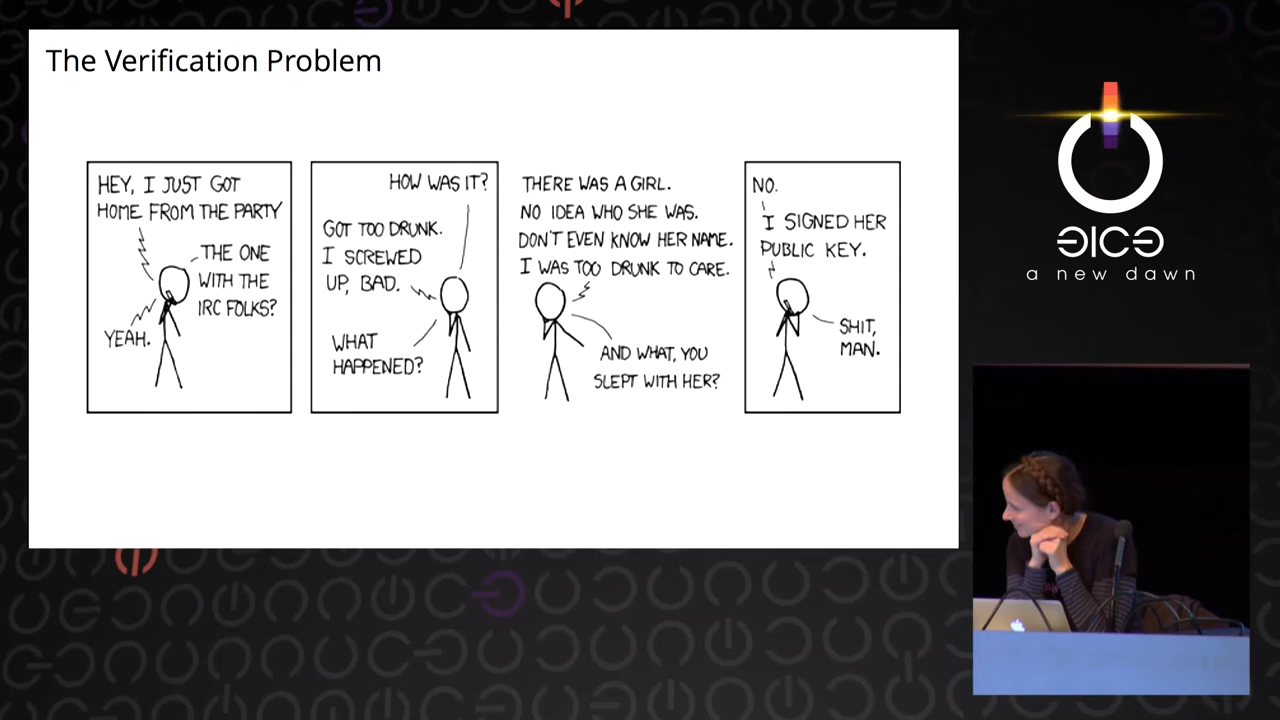 The Verification Problem
HEY, I JUST GOT
HOME FROM THE PARTY
THE ONE
WITH THE
IRC FOLKS?
YEAH.
HOW WAS IT?
GOT TOO DRUNK.
I SCREWED
UP, BAD.
WHAT
HAPPENED?
THERE WAS A GIRL.
NO IDEA WHO SHE WAS.
DON'T EVEN KNOW HER NAME.
I WAS TOO DRUNK TO CARE.
AND WHAT, YOU
SLEPT WITH HER?
NO.
I SIGNED HER
PUBLIC KEY.
SHIT,
MAN.
a new dawn